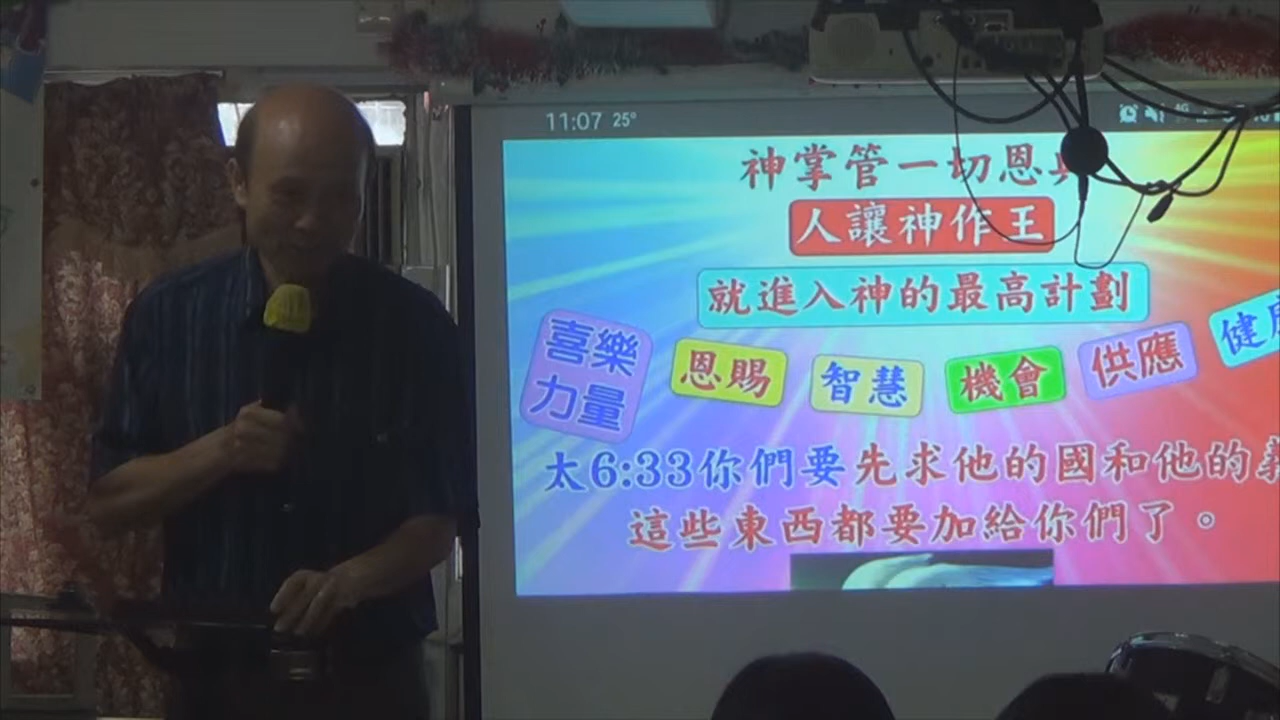 11:07 25°
神掌管一切恩
人讓神作王
就進入神的最高計劃
喜樂
力量
恩賜
智慧
機會
供應
健
太6:33你們要先求他的國和他的
這些東西都要加給你們了。